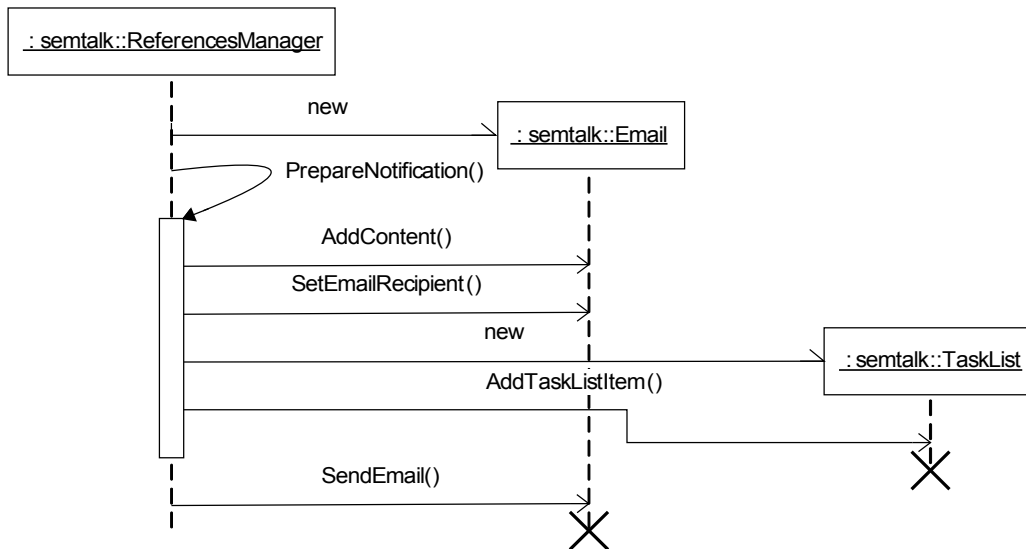 : semtalk::ReferencesManager
new
: semtalk::Email
PrepareNotification()
AddContent()
SetEmailRecipient()
new
: semtalk::TaskList
AddTaskListItem()
SendEmail()